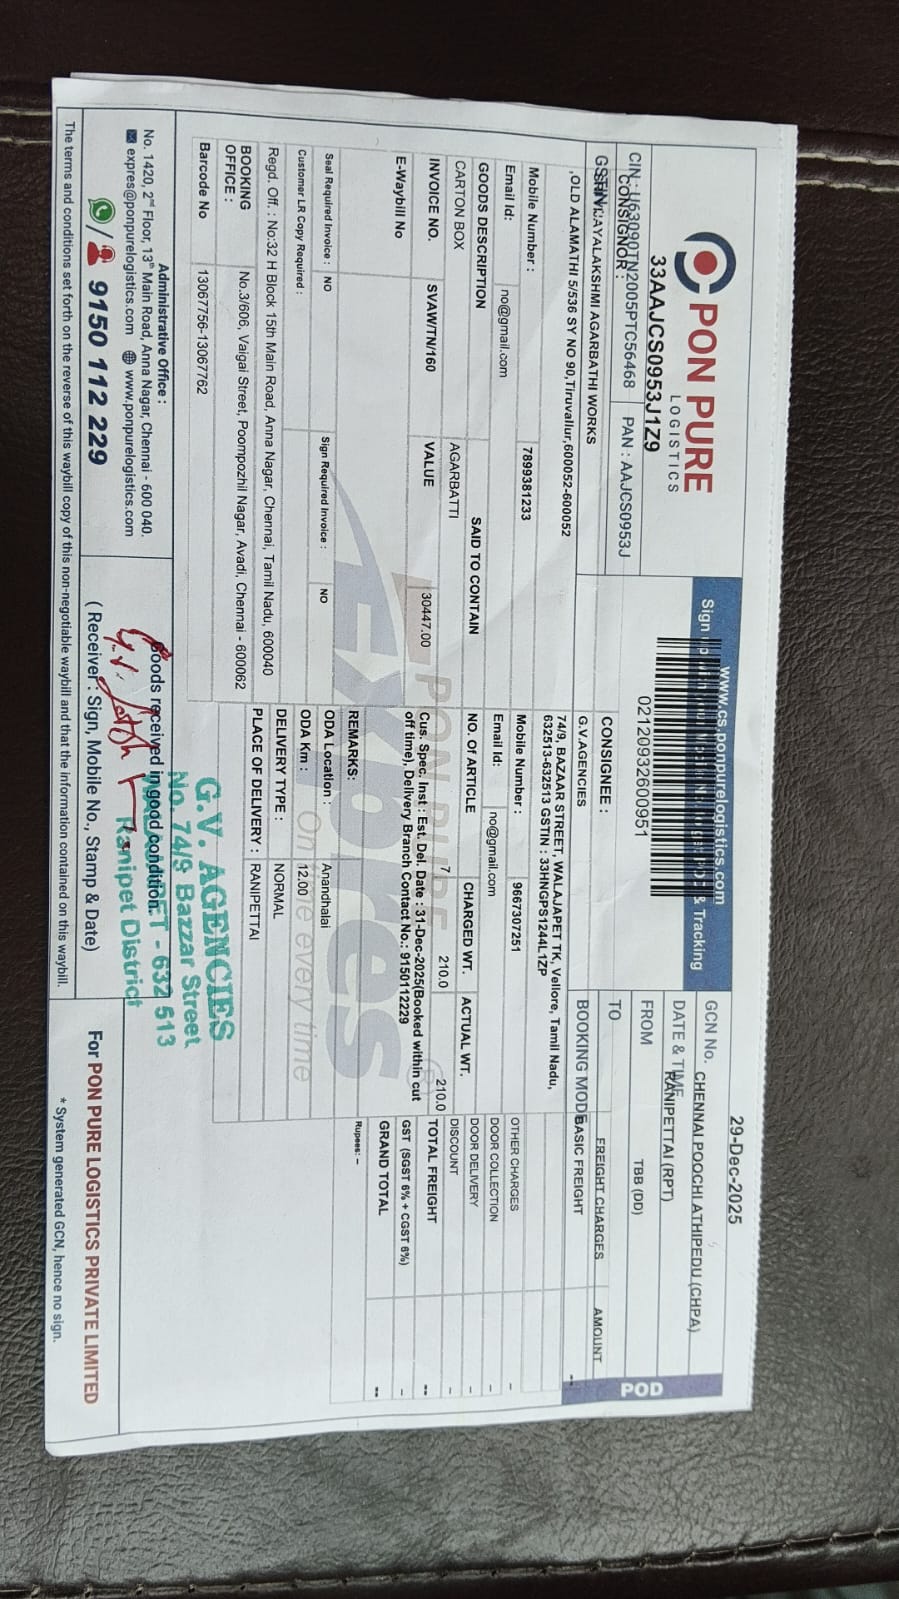 PON PURE
LOGISTICS
33AAJCS0953J1Z9
CIN : U63090TN2005PTC56468
PAN : AAJCS0953J
www.cs.ponpurelogistics.com
& Tracking
02120932600951
29-Dec-2025
GCN No.
DATE & TIME
CHENNAI POOCHI ATHIPEDU (CHPA)
FROM
RANIPETTAI (RPT)
TO
TBB (DD)
BOOKING MODE
POD
CONSIGNOR :
GSTIN:
JAYALAKSHMI AGARBATHI WORKS
,OLD ALAMATHI 5/536 SY NO 90,Tiruvallur,600052-600052
Mobile Number :
7899381233
Email Id:
no@gmail.com
CONSIGNEE :
G.V.AGENCIES
74/9, BAZAAR STREET, WALAJAPET TK, Vellore, Tamil Nadu,
632513-632513 GSTIN : 33HNGPS1244L1ZP
Mobile Number :
9667307251
Email Id:
no@gmail.com
FREIGHT CHARGES
AMOUNT
BASIC FREIGHT
--
OTHER CHARGES
–
DOOR COLLECTION
–
DOOR DELIVERY
–
DISCOUNT
–
TOTAL FREIGHT
--
GST (SGST 6% + CGST 6%)
–
GRAND TOTAL
--
Rupees: –
GOODS DESCRIPTION
SAID TO CONTAIN
NO. Of ARTICLE
CHARGED WT.
ACTUAL WT.
CARTON BOX
AGARBATTI
7
210.0
210.0
INVOICE NO.
SVAW/TN/160
VALUE
30447.00
Cus. Spec. Inst : Est. Del. Date : 31-Dec-2025(Booked within cut
off time), Delivery Branch Contact No.: 9150112229
E-Waybill No
REMARKS:
PON PURE
Expres
On time every time
Seal Required Invoice :
NO
Sign Required Invoice :
NO
ODA Location :
Anandhalai
Customer LR Copy Required :
ODA Km :
12.00
Regd. Off. : No:32 H Block 15th Main Road, Anna Nagar, Chennai, Tamil Nadu, 600040
DELIVERY TYPE :
NORMAL
BOOKING
OFFICE :
No.3/606, Vaigai Street, Poompozhil Nagar, Avadi, Chennai - 600062
PLACE OF DELIVERY :
RANIPETTAI
Barcode No
13067756-13067762
Administrative Office :
No. 1420, 2nd Floor, 13th Main Road, Anna Nagar, Chennai - 600 040.
expres@ponpurelogistics.com www.ponpurelogistics.com
9150 112 229
G.V. AGENCIES
No. 74/9 Bazzar Street
ET - 632 513
Ranipet District
Goods received in good condition.
( Receiver : Sign, Mobile No., Stamp & Date)
For PON PURE LOGISTICS PRIVATE LIMITED
* System generated GCN, hence no sign.
The terms and conditions set forth on the reverse of this waybill copy of this non-negotiable waybill and that the information contained on this waybill.